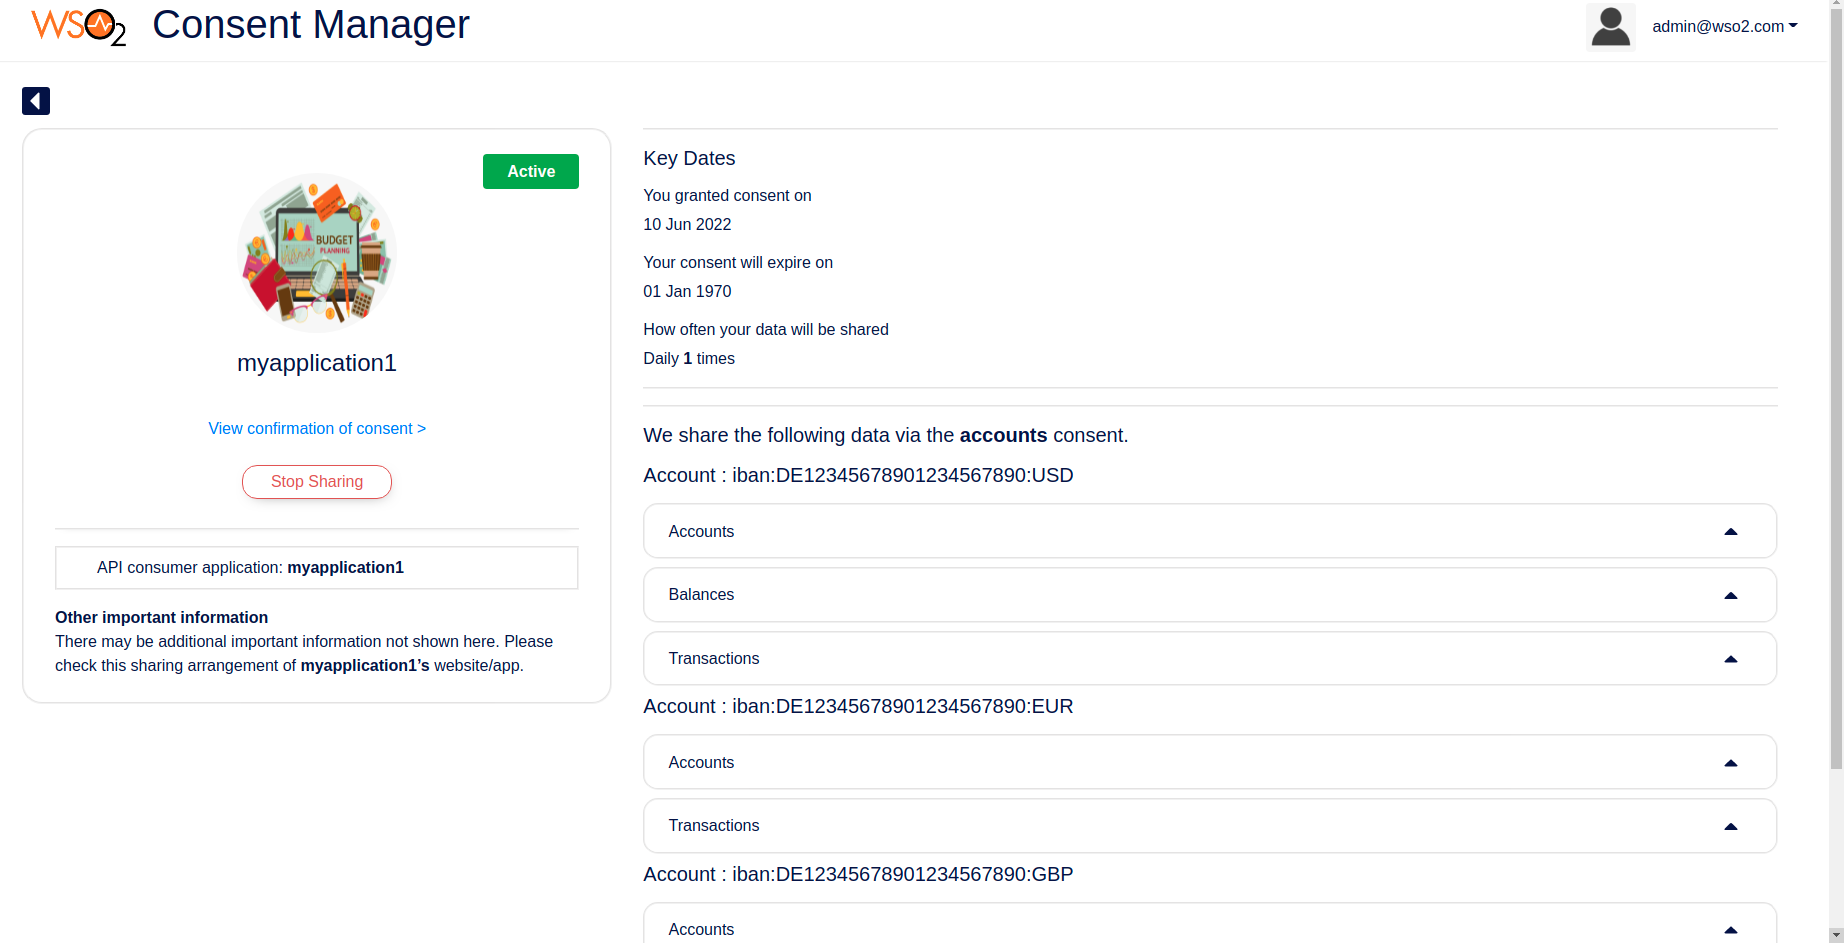 WSO2 Consent Manager
admin@wso2.com
Active
BUDGET
PLANNING
myapplication1
View confirmation of consent >
Stop Sharing
API consumer application: myapplication1
Other important information
There may be additional important information not shown here. Please
check this sharing arrangement of myapplication1’s website/app.
Key Dates
You granted consent on
10 Jun 2022
Your consent will expire on
01 Jan 1970
How often your data will be shared
Daily 1 times
We share the following data via the accounts consent.
Account : iban:DE12345678901234567890:USD
Accounts
Balances
Transactions
Account : iban:DE12345678901234567890:EUR
Accounts
Transactions
Account : iban:DE12345678901234567890:GBP
Accounts